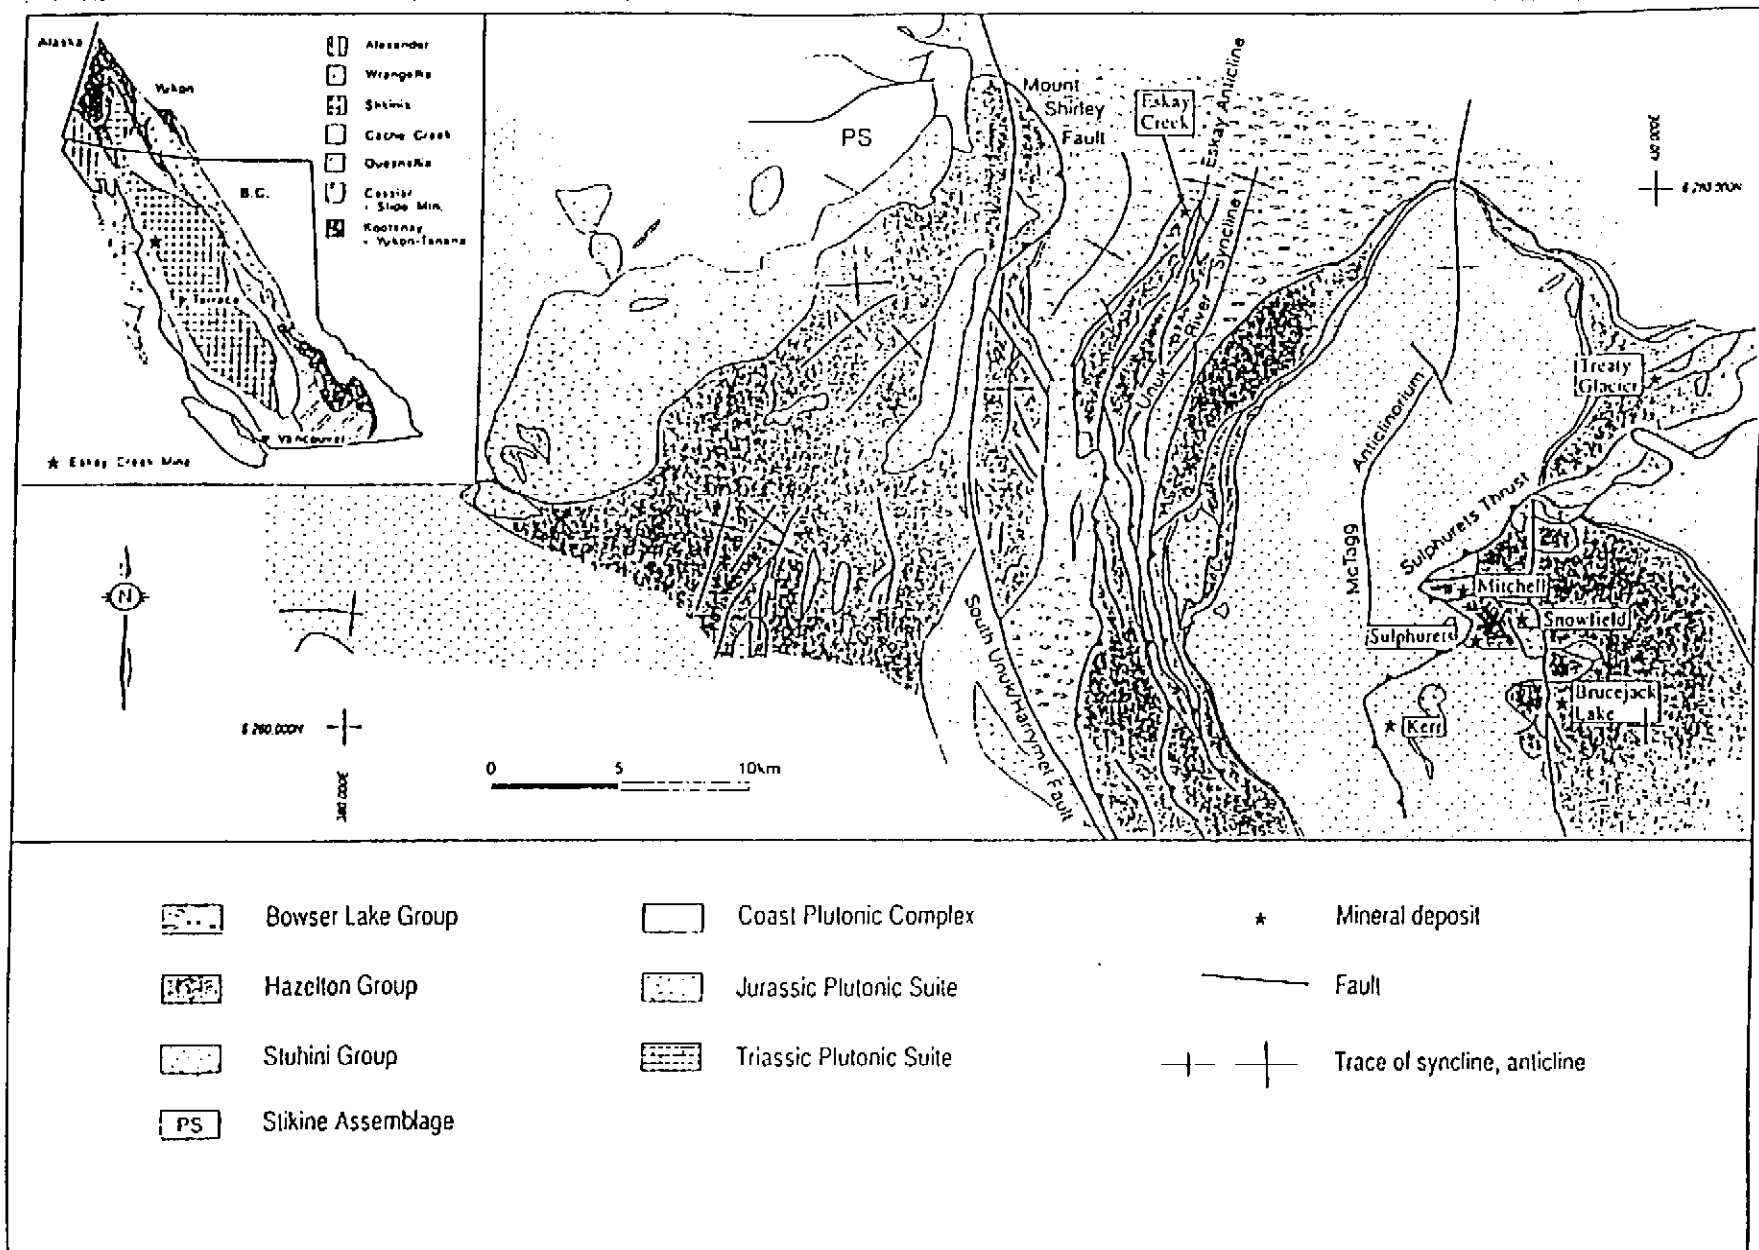 Alaska
Yukon
B.C.
Terrace
Vancouver
★ Eskay Creek Mine
Alexander
Wrangellia
Stikinia
Cache Creek
Quesnellia
Cassiar
+ Slide Mtn.
Kootenay
+ Yukon-Tanana
PS
Mount
Shirley
Fault
Eskay
Creek
Eskay Anticline
Unuk River Syncline
Anticlinorium
McTagg
Sulphurets Thrust
Treaty
Glacier
Mitchell
Snowfield
Sulphurets
Brucejack
Lake
Kerr
South Unuk/Harrymel Fault
N
6 260.000N
0 5 10km
Bowser Lake Group
Hazelton Group
Stuhini Group
PS Stikine Assemblage
Coast Plutonic Complex
Jurassic Plutonic Suite
Triassic Plutonic Suite
Mineral deposit
Fault
Trace of syncline, anticline